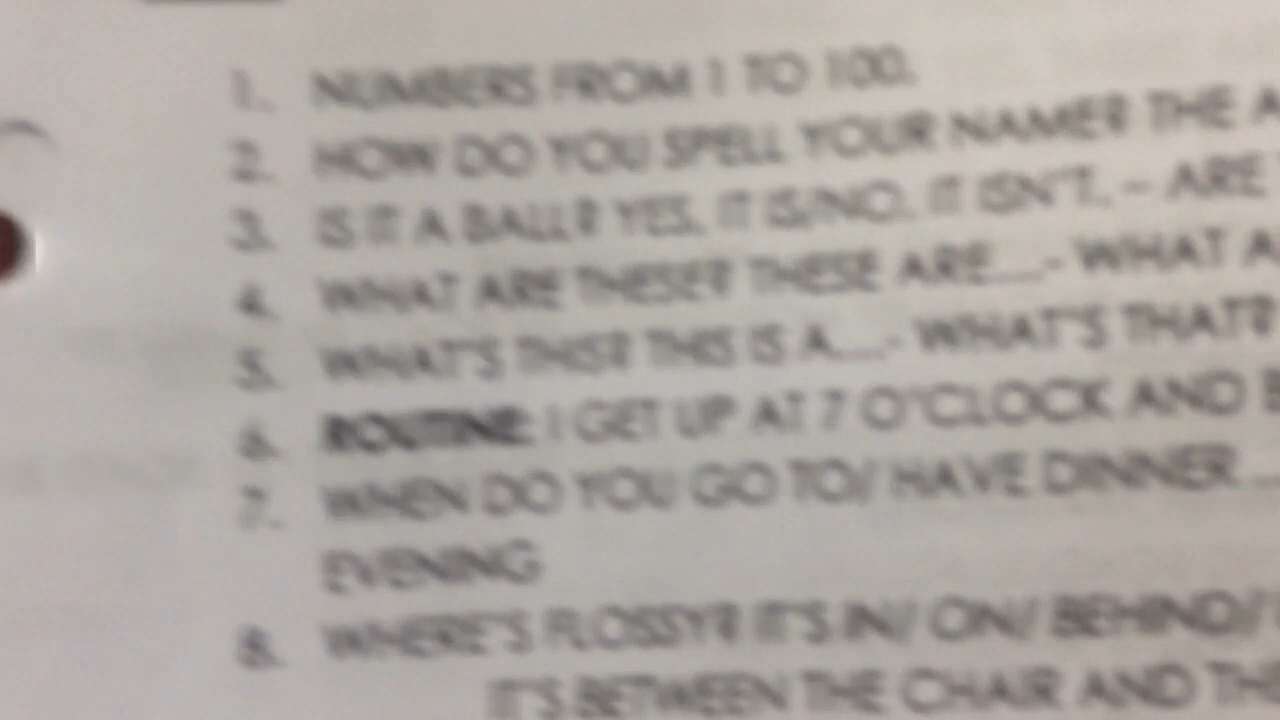 1. NUMBERS FROM 1 TO 100.
2. HOW DO YOU SPELL YOUR NAME? THE A
3. IS IT A BALL? YES, IT IS/NO, IT ISN'T. – ARE
4. WHAT ARE THESE? THESE ARE....- WHAT A
5. WHAT'S THIS? THIS IS A....- WHAT'S THAT?
6. ROUTINE: I GET UP AT 7 O'CLOCK AND B
7. WHEN DO YOU GO TO/ HAVE DINNER ...
EVENING
8. WHERE'S FLOSSY? IT'S IN/ ON/ BEHIND/
IT'S BETWEEN THE CHAIR AND THE